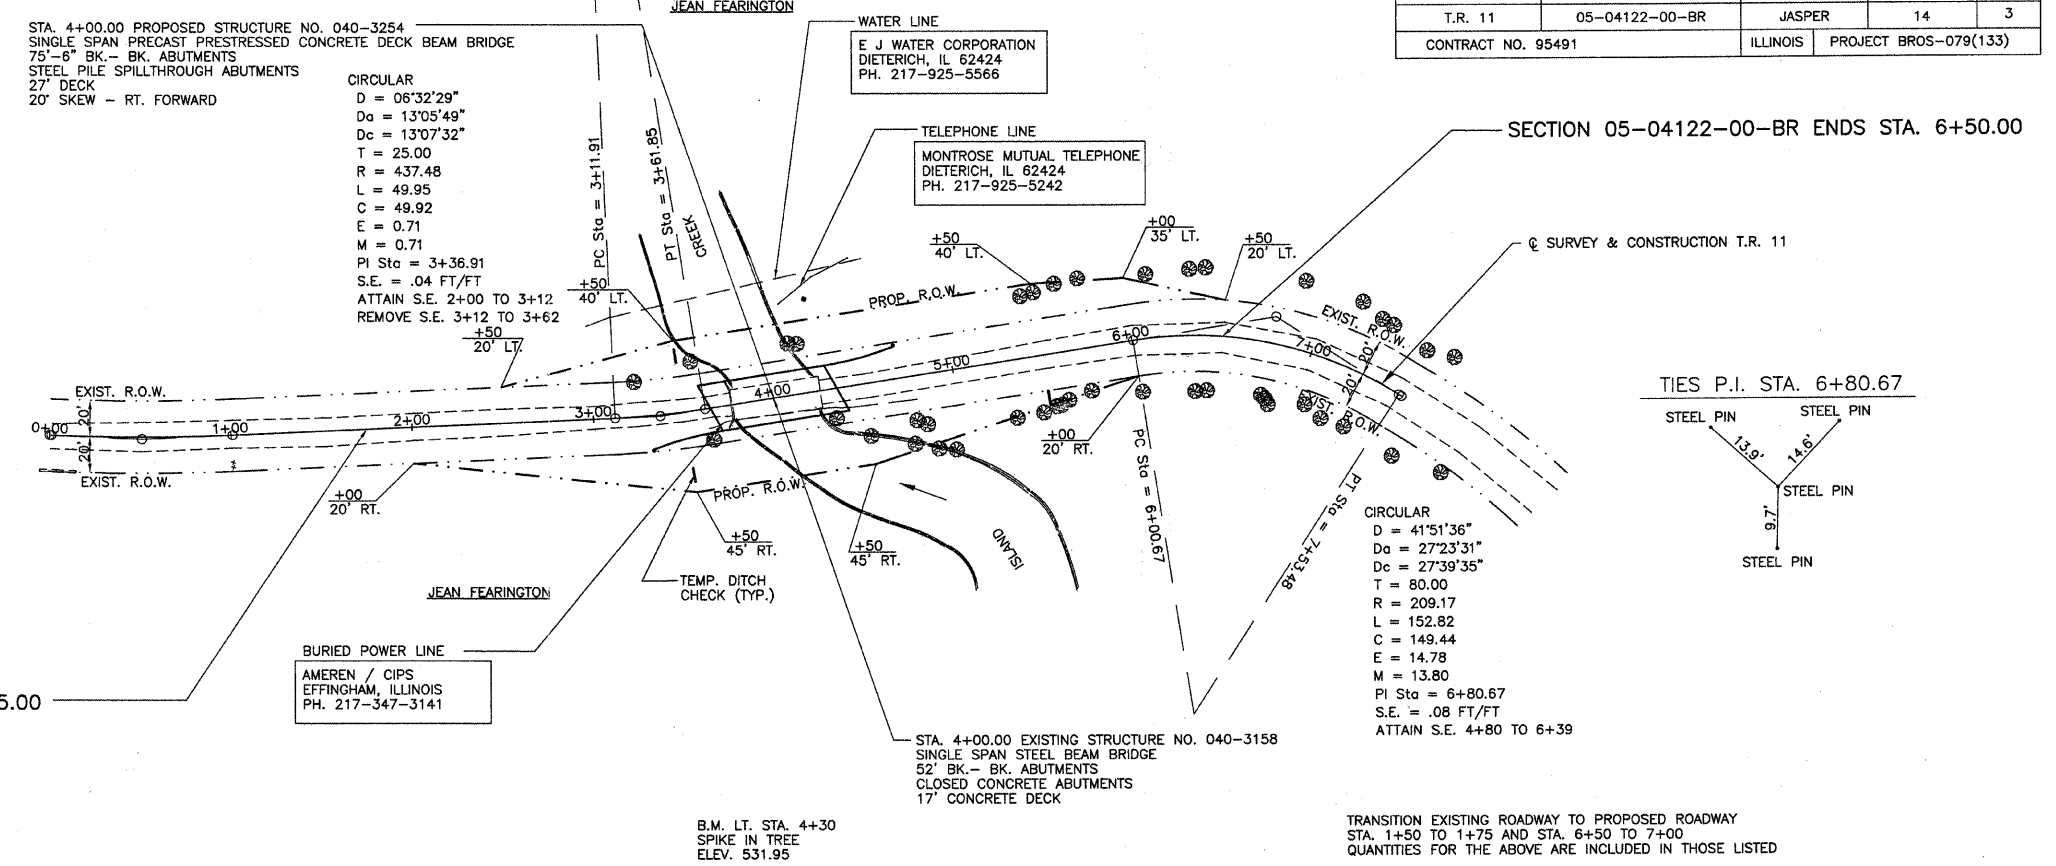 JEAN FEARINGTON
T.R. 11 05-04122-00-BR JASPER 14 3
CONTRACT NO. 95491 ILLINOIS PROJECT BROS-079(133)
STA. 4+00.00 PROPOSED STRUCTURE NO. 040-3254
SINGLE SPAN PRECAST PRESTRESSED CONCRETE DECK BEAM BRIDGE
75'-6" BK.- BK. ABUTMENTS
STEEL PILE SPILLTHROUGH ABUTMENTS
27' DECK
20° SKEW - RT. FORWARD
CIRCULAR
D = 06°32'29"
Da = 13°05'49"
Dc = 13°07'32"
T = 25.00
R = 437.48
L = 49.95
C = 49.92
E = 0.71
M = 0.71
PI Sta = 3+36.91
S.E. = .04 FT/FT
ATTAIN S.E. 2+00 TO 3+12
REMOVE S.E. 3+12 TO 3+62
PC Sta = 3+11.91
PT Sta = 3+61.85
CREEK
WATER LINE
E J WATER CORPORATION
DIETERICH, IL 62424
PH. 217-925-5566
TELEPHONE LINE
MONTROSE MUTUAL TELEPHONE
DIETERICH, IL 62424
PH. 217-925-5242
SECTION 05-04122-00-BR ENDS STA. 6+50.00
℄ SURVEY & CONSTRUCTION T.R. 11
+50
40' LT.
+00
35' LT.
+50
20' LT.
+50
40' LT.
+50
20' LT.
PROP. R.O.W.
EXIST. R.O.W.
EXIST. R.O.W.
20'
20'
0+00
1+00
2+00
3+00
4+00
5+00
6+00
7+00
20'
20'
EXIST. R.O.W.
EXIST. R.O.W.
+00
20' RT.
PROP. R.O.W.
+50
45' RT.
+50
45' RT.
+00
20' RT.
ISLAND
PC Sta = 6+00.67
PT Sta = 7+53.48
TIES P.I. STA. 6+80.67
STEEL PIN
STEEL PIN
13.9'
14.6'
STEEL PIN
9.7'
STEEL PIN
CIRCULAR
D = 41°51'36"
Da = 27°23'31"
Dc = 27°39'35"
T = 80.00
R = 209.17
L = 152.82
C = 149.44
E = 14.78
M = 13.80
PI Sta = 6+80.67
S.E. = .08 FT/FT
ATTAIN S.E. 4+80 TO 6+39
TEMP. DITCH
CHECK (TYP.)
JEAN FEARINGTON
BURIED POWER LINE
AMEREN / CIPS
EFFINGHAM, ILLINOIS
PH. 217-347-3141
5.00
STA. 4+00.00 EXISTING STRUCTURE NO. 040-3158
SINGLE SPAN STEEL BEAM BRIDGE
52' BK.- BK. ABUTMENTS
CLOSED CONCRETE ABUTMENTS
17' CONCRETE DECK
B.M. LT. STA. 4+30
SPIKE IN TREE
ELEV. 531.95
TRANSITION EXISTING ROADWAY TO PROPOSED ROADWAY
STA. 1+50 TO 1+75 AND STA. 6+50 TO 7+00
QUANTITIES FOR THE ABOVE ARE INCLUDED IN THOSE LISTED